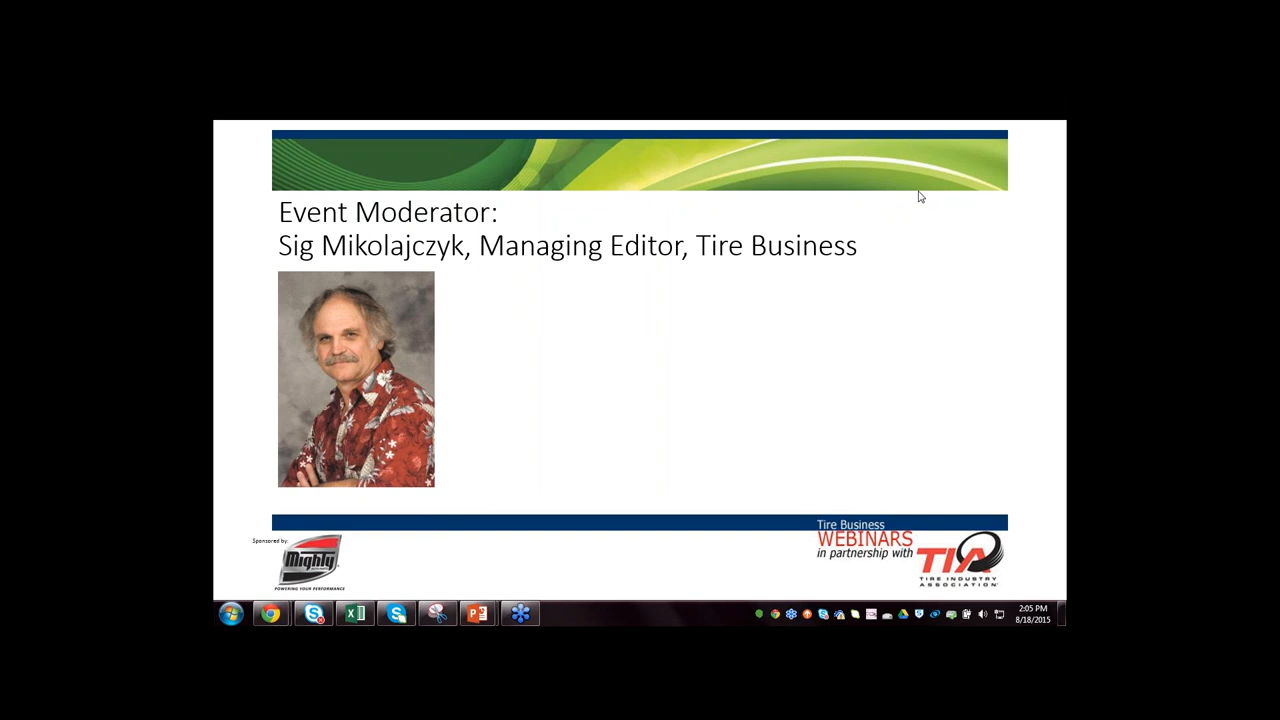 Event Moderator:
Sig Mikolajczyk, Managing Editor, Tire Business
Sponsored by:
Mighty
POWERING YOUR PERFORMANCE
Tire Business
WEBINARS
in partnership with
TIA
TIRE INDUSTRY
ASSOCIATION
2:05 PM
8/18/2015